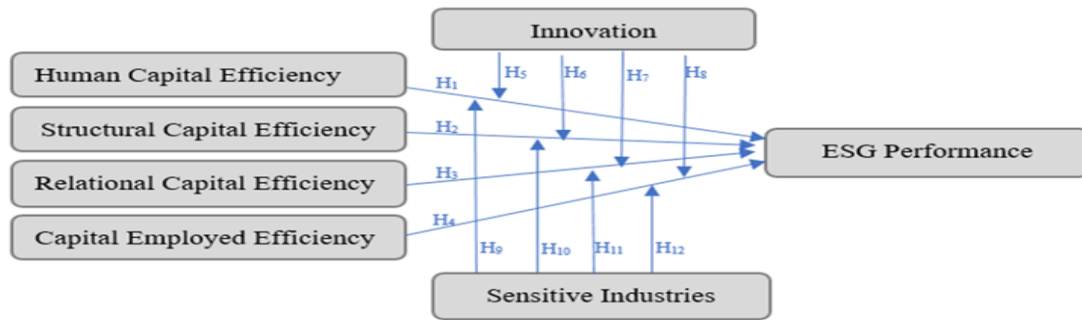 Innovation
Human Capital Efficiency
H5
H6
H7
H8
H1
Structural Capital Efficiency
H2
ESG Performance
Relational Capital Efficiency
H3
H4
Capital Employed Efficiency
H9
H10
H11
H12
Sensitive Industries